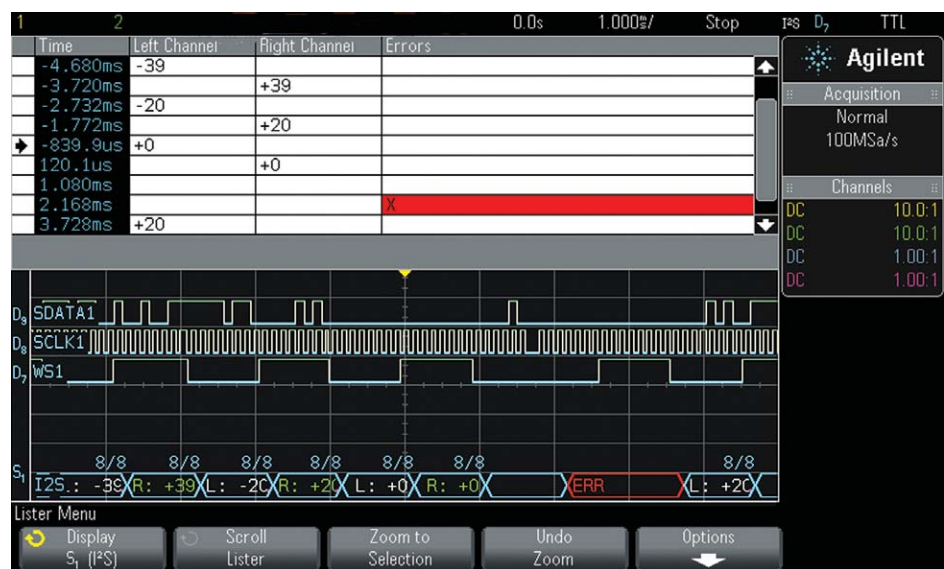 1 2 0.0s 1.000ms/ Stop I²S D₇ TTL
Time Left Channel Right Channel Errors
-4.680ms -39
-3.720ms +39
-2.732ms -20
-1.772ms +20
-839.9us +0
120.1us +0
1.080ms
2.168ms X
3.728ms +20
Agilent
Acquisition
Normal
100MSa/s
Channels
DC 10.0:1
DC 10.0:1
DC 1.00:1
DC 1.00:1
D₉ SDATA1
D₈ SCLK1
D₇ WS1
8/8 8/8 8/8 8/8 8/8 8/8 8/8
S₁ I2S : -39 R: +39 L: -20 R: +20 L: +0 R: +0 ERR L: +20
Lister Menu
Display Scroll Zoom to Undo Options
S₁ (I²S) Lister Selection Zoom